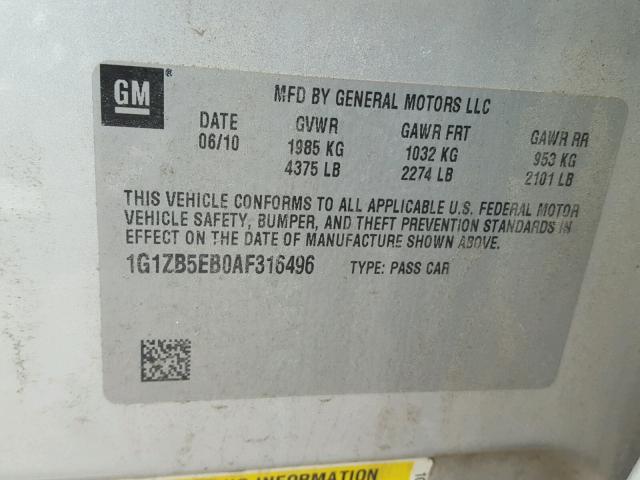 GM
MFD BY GENERAL MOTORS LLC
DATE GVWR GAWR FRT GAWR RR
06/10 1985 KG 1032 KG 953 KG
4375 LB 2274 LB 2101 LB
THIS VEHICLE CONFORMS TO ALL APPLICABLE U.S. FEDERAL MOTOR
VEHICLE SAFETY, BUMPER, AND THEFT PREVENTION STANDARDS IN
EFFECT ON THE DATE OF MANUFACTURE SHOWN ABOVE.
1G1ZB5EB0AF316496 TYPE: PASS CAR
INFORMATION